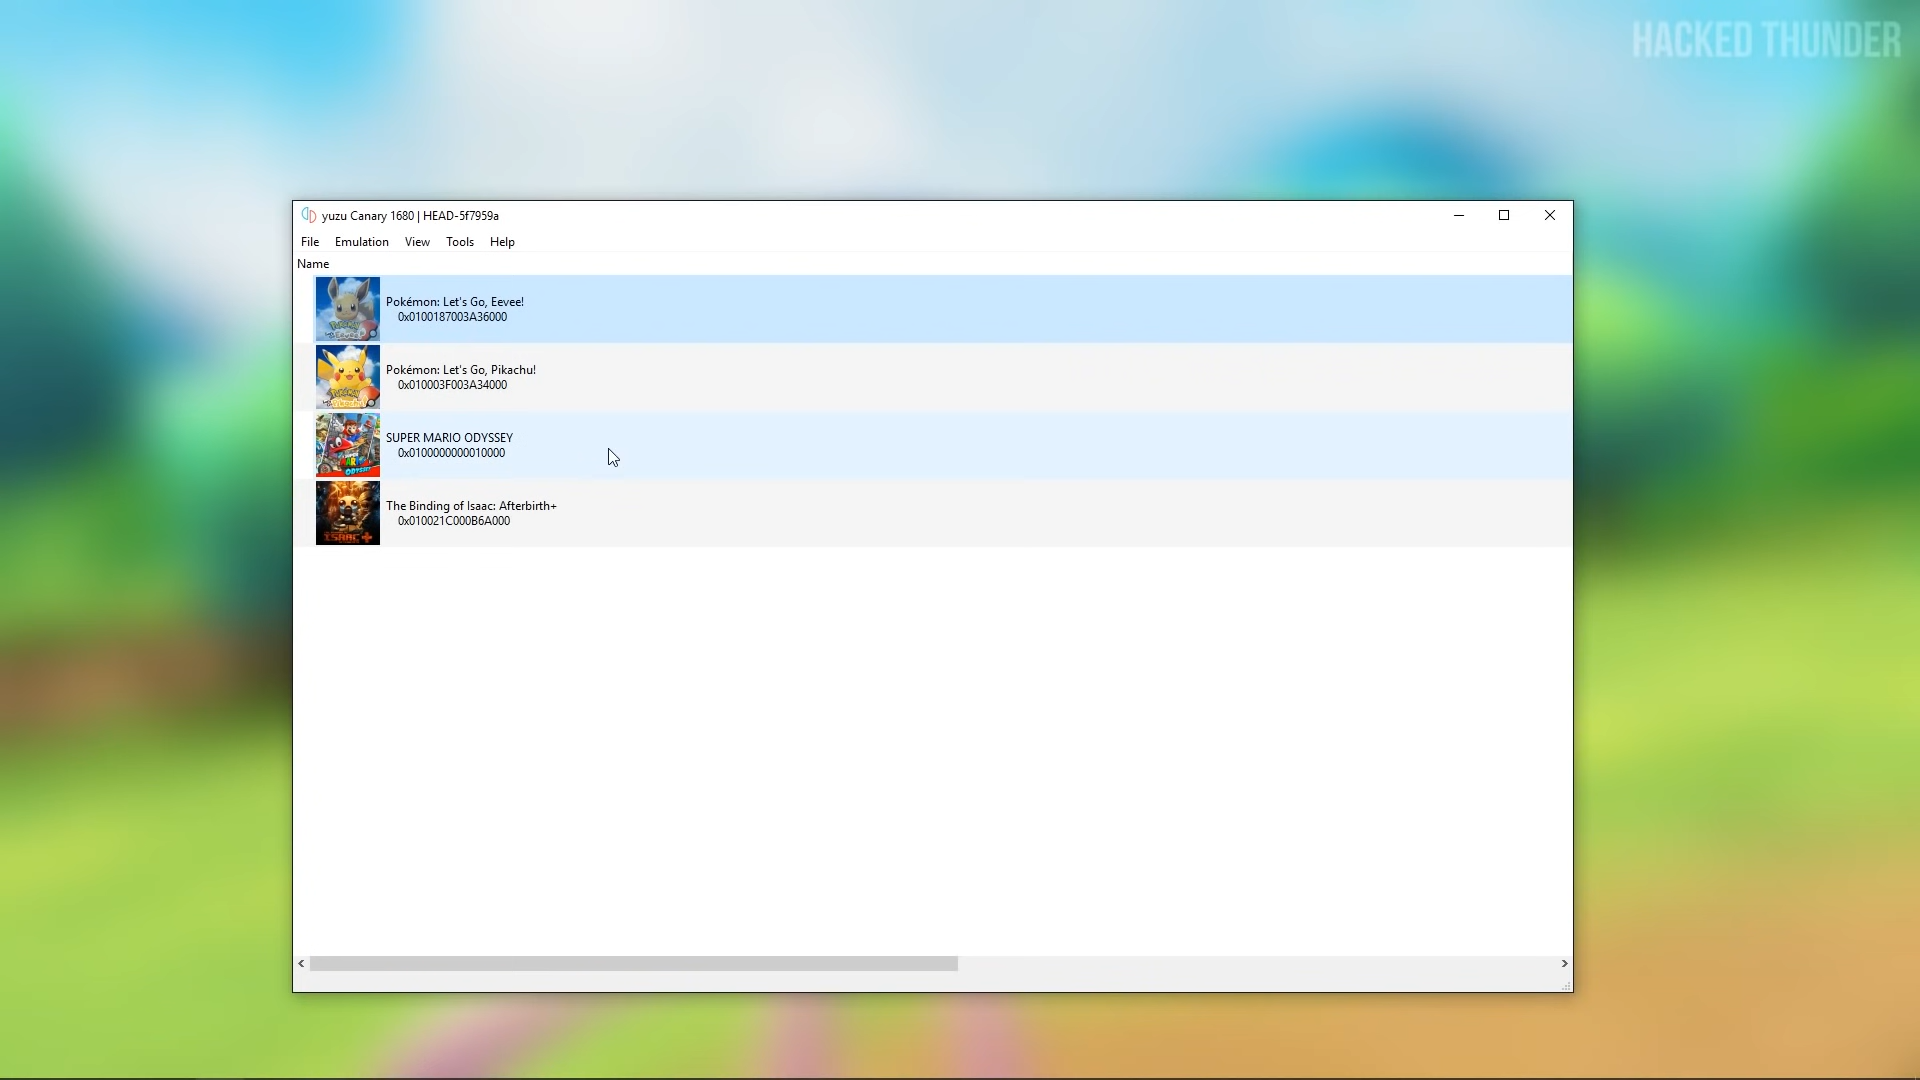 HACKED THUNDER
yuzu Canary 1680 | HEAD-5f7959a
File Emulation View Tools Help
Name
Pokémon: Let's Go, Eevee!
0x0100187003A36000
Pokémon: Let's Go, Pikachu!
0x010003F003A34000
SUPER MARIO ODYSSEY
0x0100000000010000
The Binding of Isaac: Afterbirth+
0x010021C000B6A000